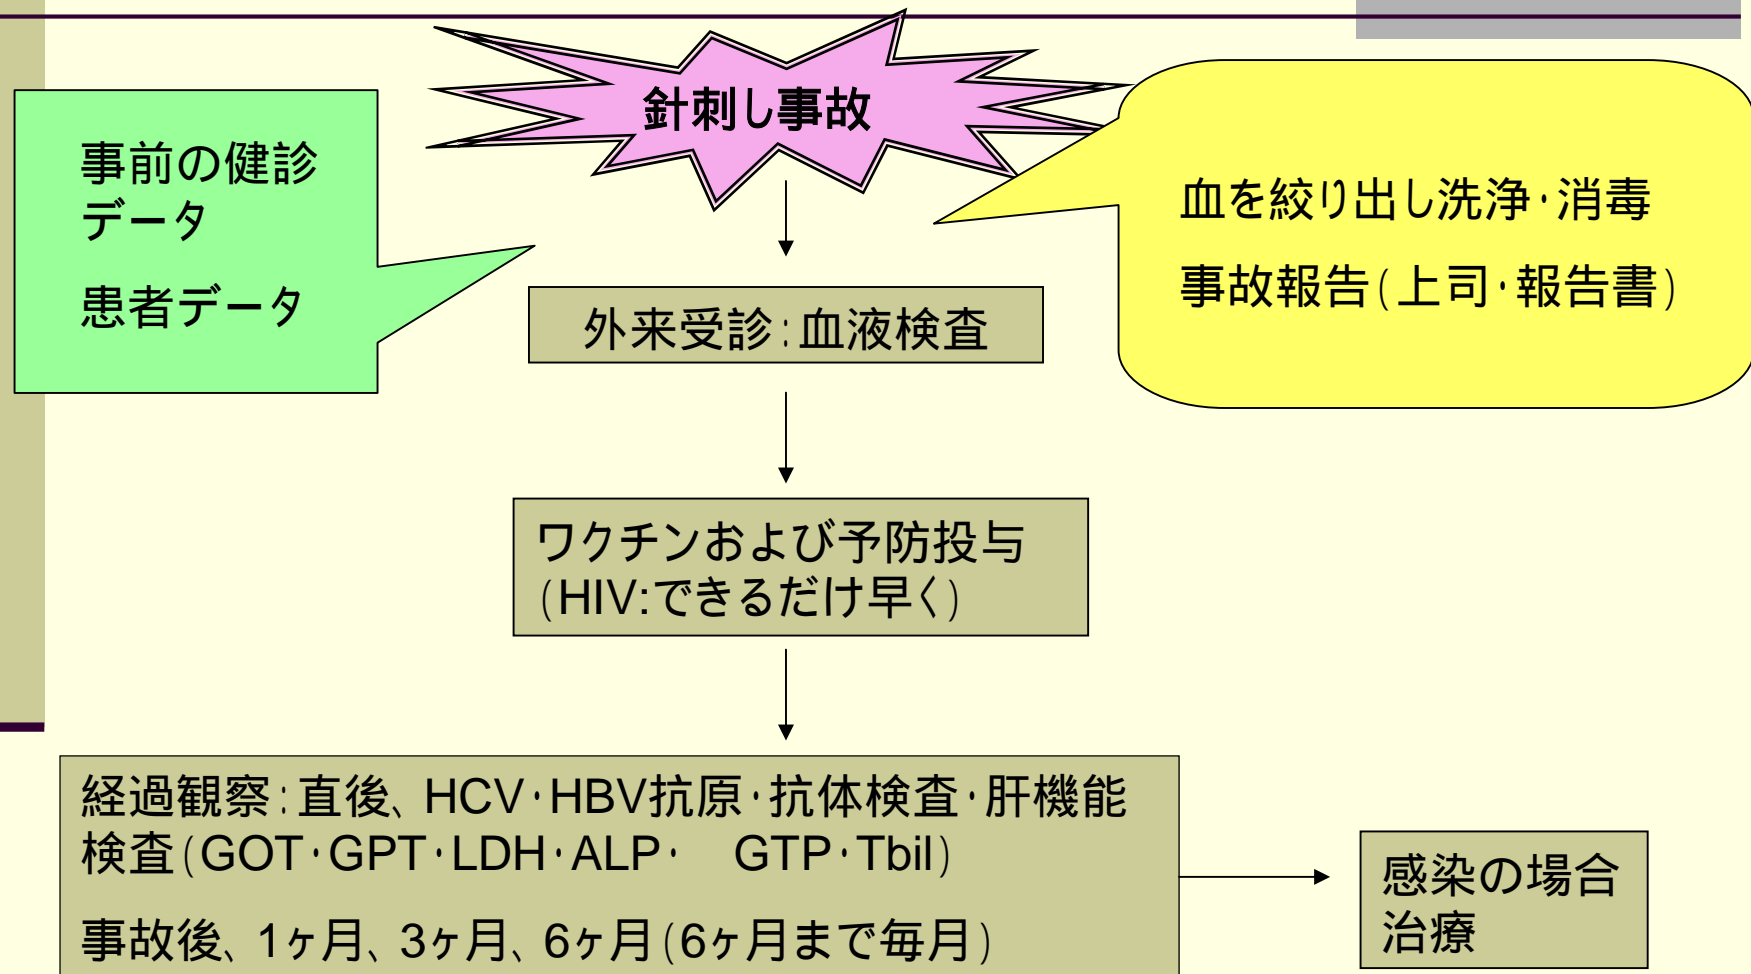 針刺し事故
事前の健診
データ
患者データ
血を絞り出し洗浄・消毒
事故報告(上司・報告書)
外来受診:血液検査
ワクチンおよび予防投与
(HIV:できるだけ早く)
経過観察:直後、HCV・HBV抗原・抗体検査・肝機能
検査(GOT・GPT・LDH・ALP・　GTP・Tbil)
事故後、1ヶ月、3ヶ月、6ヶ月(6ヶ月まで毎月)
感染の場合
治療